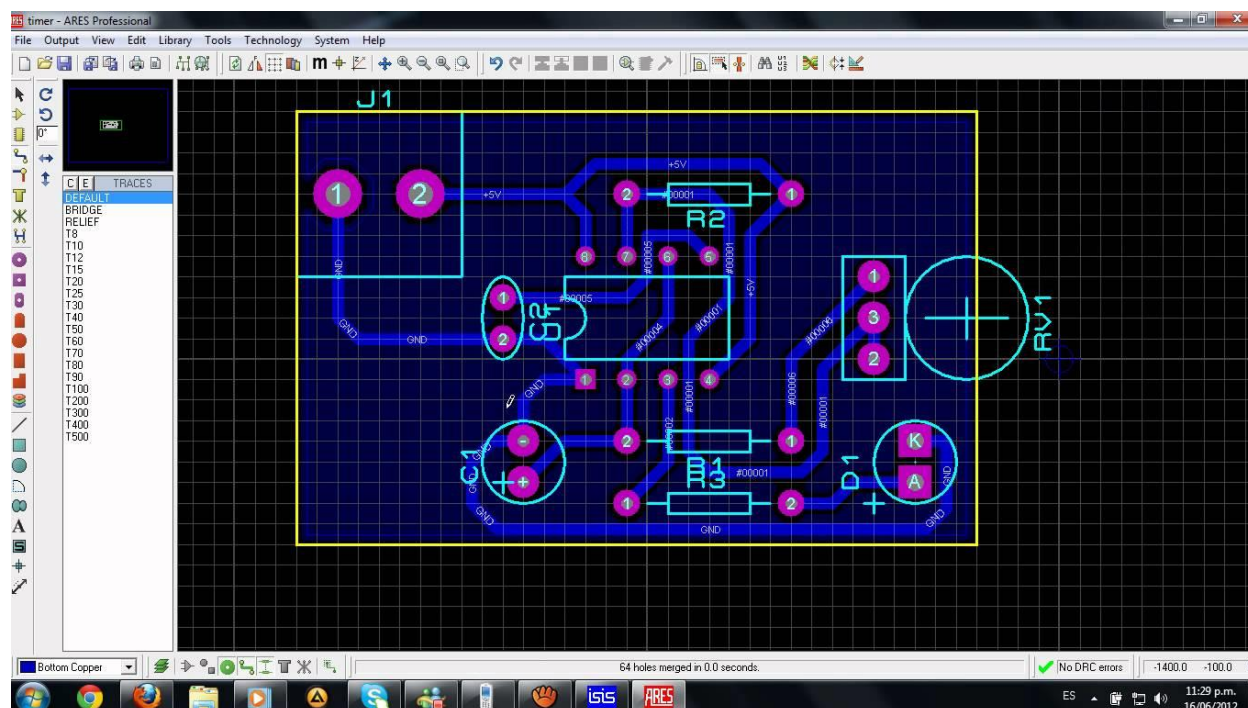 timer - ARES Professional
File Output View Edit Library Tools Technology System Help
m
0°
C E TRACES
DEFAULT
BRIDGE
RELIEF
T8
T10
T12
T15
T20
T25
T30
T40
T50
T60
T70
T80
T90
T100
T200
T300
T400
T500
A
S
J1
1 2
+5V
+5V
2 #00001 1
R2
8 7 6 5
#00005
#00001
+5V
GND
1
#00005
2
GND
GND
C2
#00004
#00001
1
3
2
RV1
#00006
#00006
#00001
1 2 3 4
GND
#00001
#00002
GND
-
+
C1
2 1
R1
R3
#00001
1 2
K
A
D1
GND
GND
GND
GND
Bottom Copper
64 holes merged in 0.0 seconds.
No DRC errors
-1400.0 -100.0
isis
ARES
ES
11:29 p.m.
16/06/2012